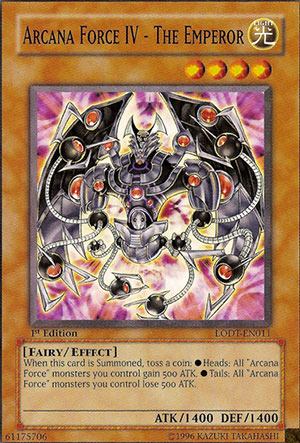 ARCANA FORCE IV - THE EMPEROR
LIGHT
光
1st Edition
LODT-EN011
[FAIRY/EFFECT]
When this card is Summoned, toss a coin: ●Heads: All "Arcana
Force" monsters you control gain 500 ATK. ●Tails: All "Arcana
Force" monsters you control lose 500 ATK.
ATK/1400 DEF/1400
61175706
©1996 KAZUKI TAKAHASHI